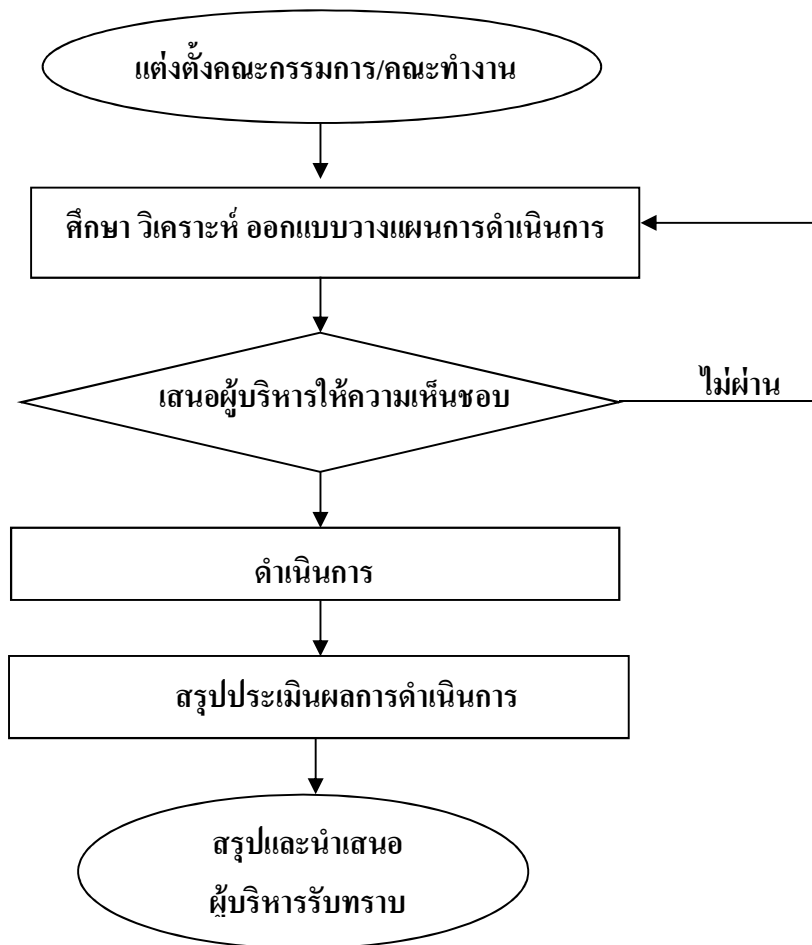 แต่งตั้งคณะกรรมการ/คณะทำงาน
ศึกษา วิเคราะห์ ออกแบบวางแผนการดำเนินการ
เสนอผู้บริหารให้ความเห็นชอบ
ไม่ผ่าน
ดำเนินการ
สรุปประเมินผลการดำเนินการ
สรุปและนำเสนอ
ผู้บริหารรับทราบ